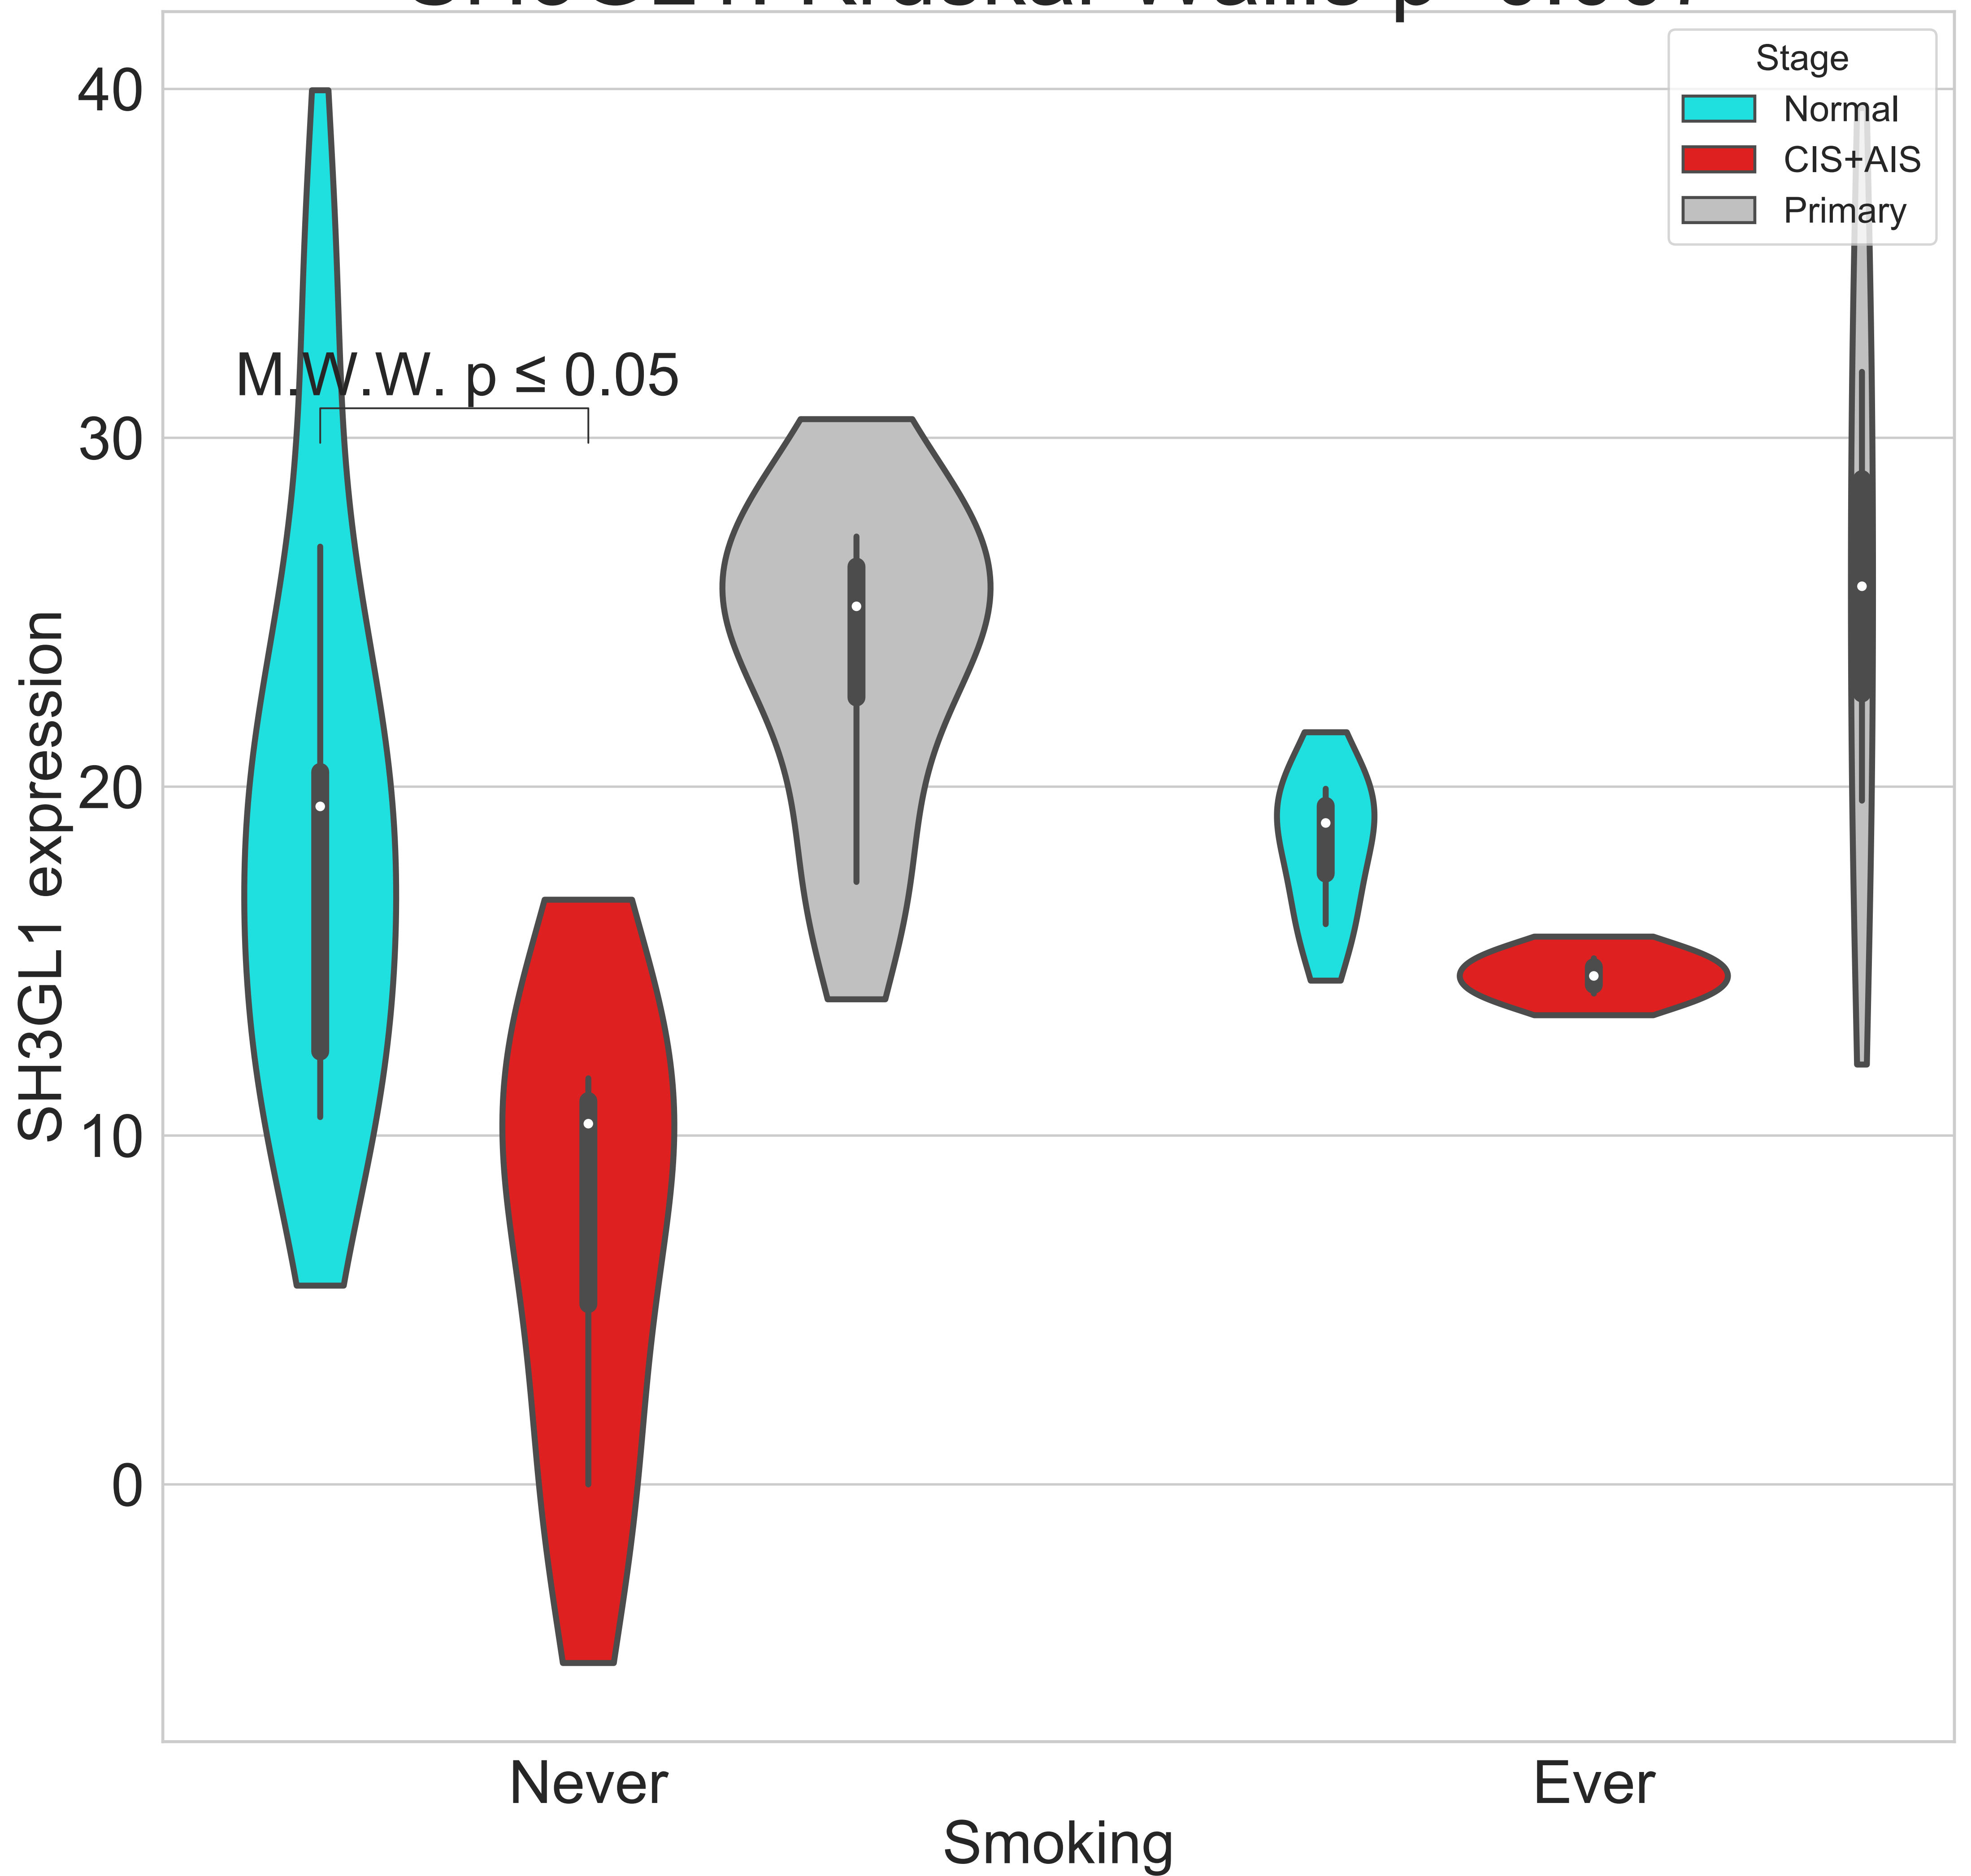 Stage
Normal
CIS+AIS
Primary
40
30
20
10
0
M.W.W. p ≤ 0.05
SH3GL1 expression
Never
Ever
Smoking